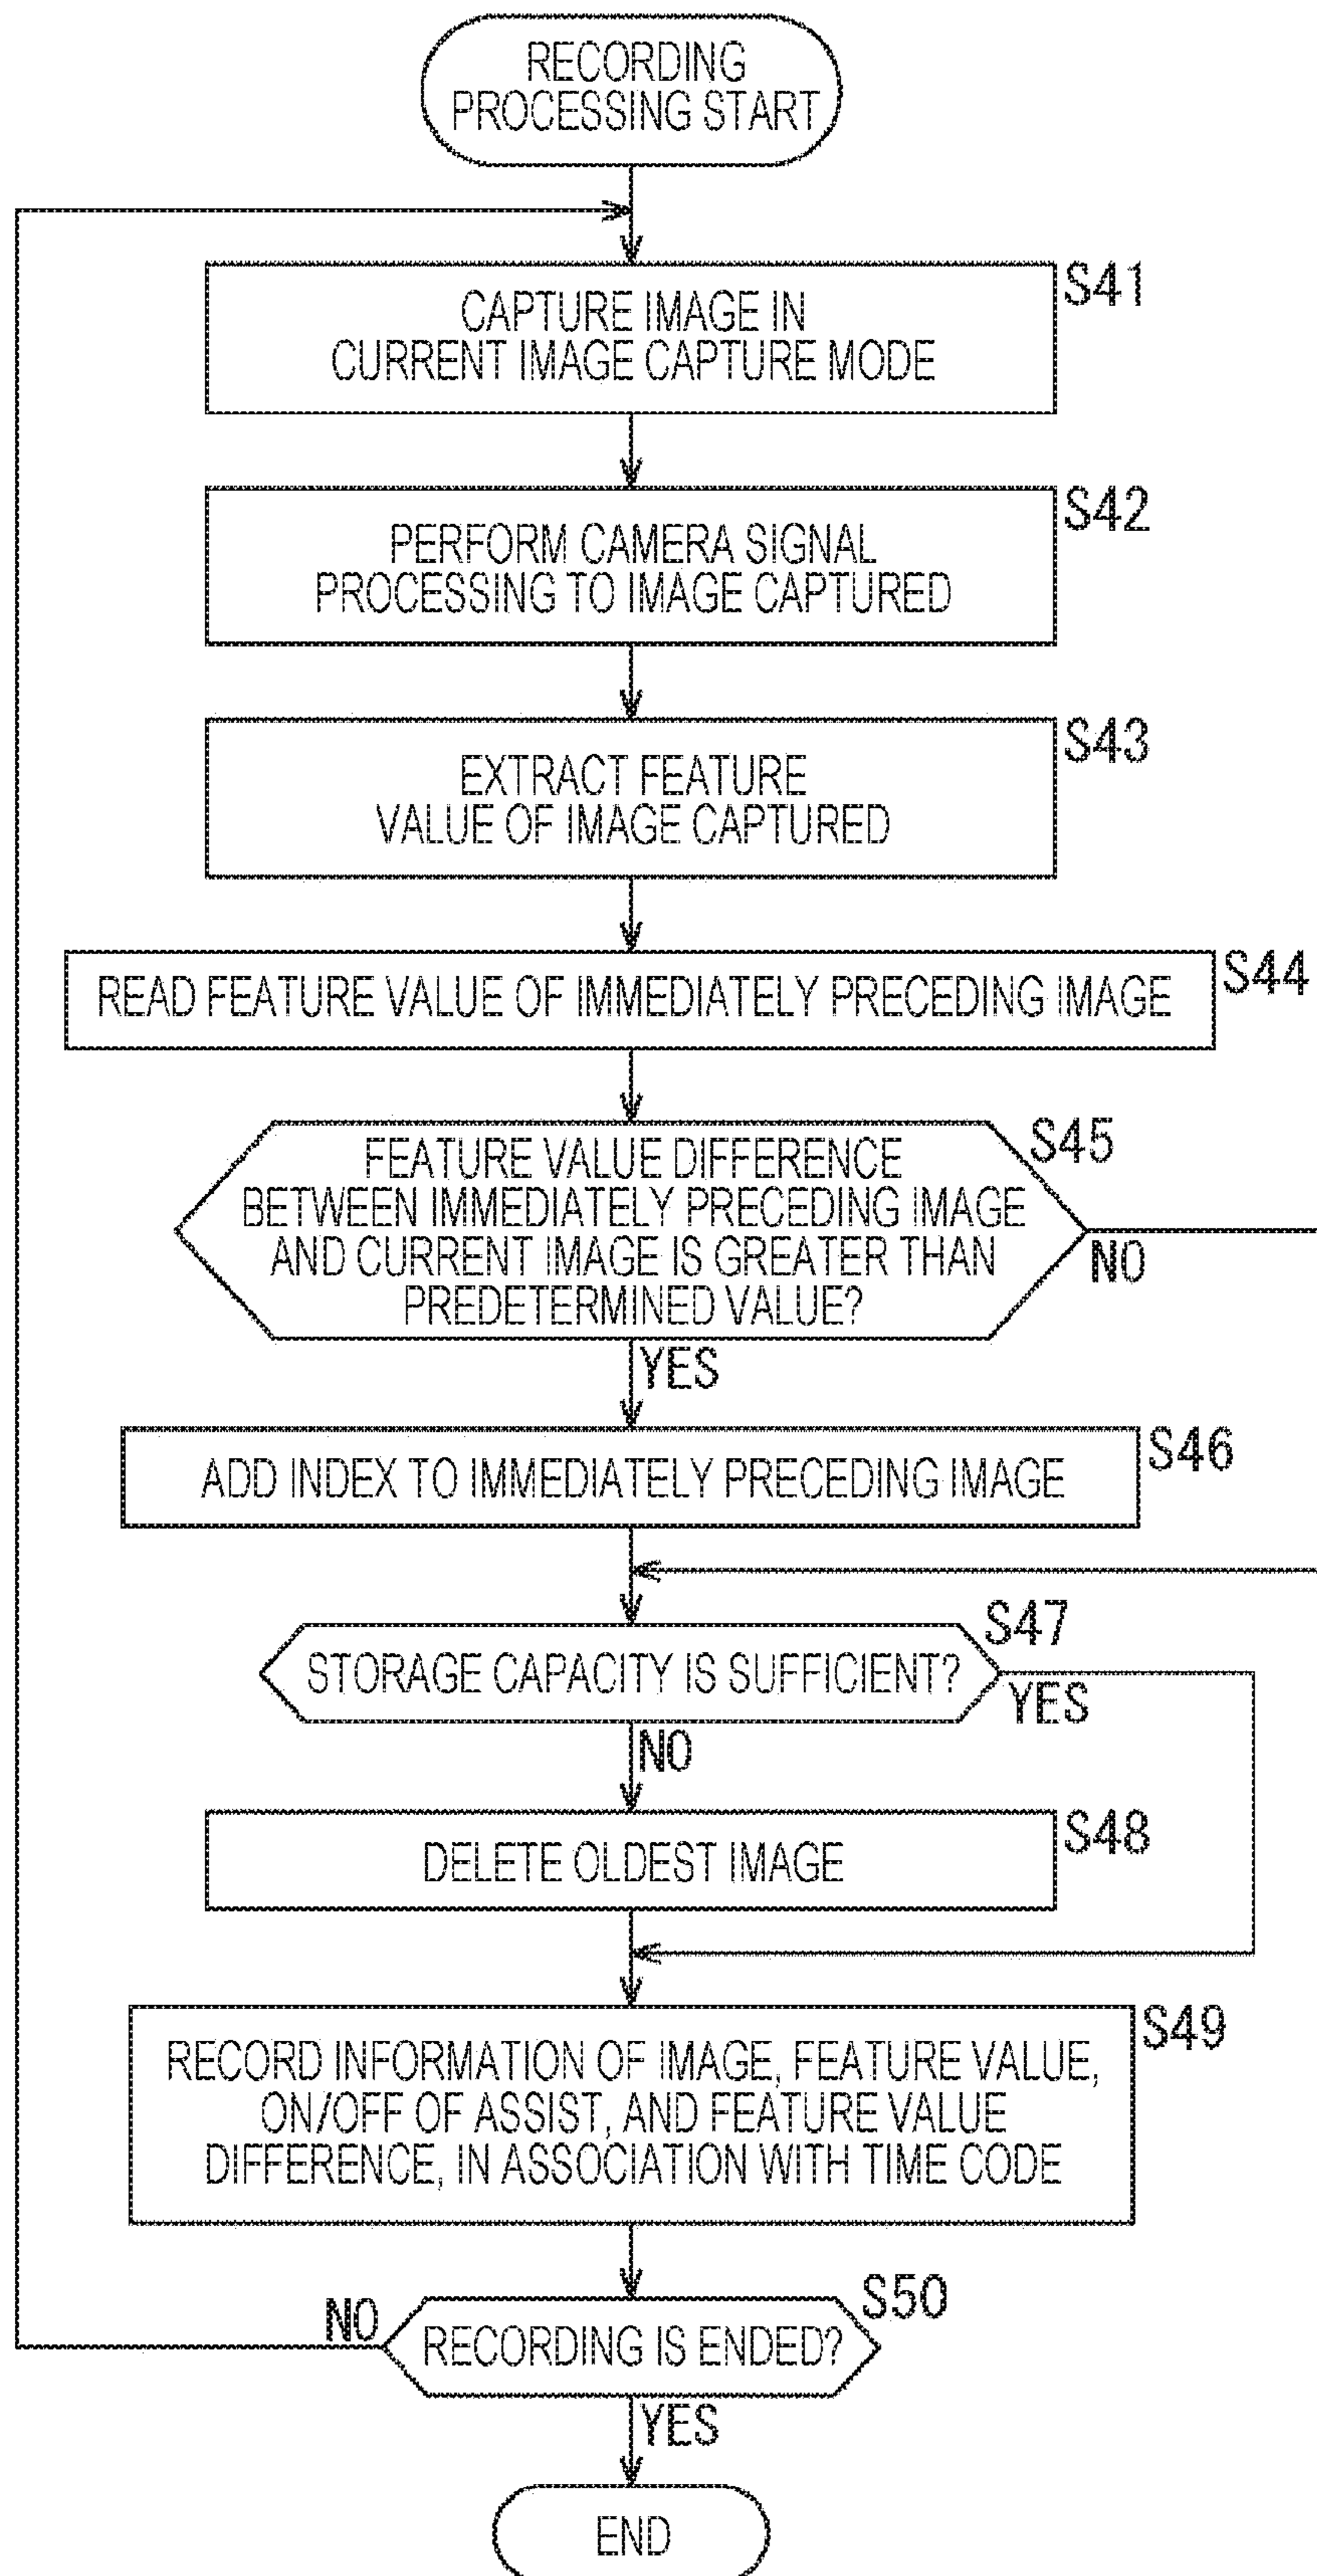 RECORDING
PROCESSING START
S41
CAPTURE IMAGE IN
CURRENT IMAGE CAPTURE MODE
S42
PERFORM CAMERA SIGNAL
PROCESSING TO IMAGE CAPTURED
S43
EXTRACT FEATURE
VALUE OF IMAGE CAPTURED
READ FEATURE VALUE OF IMMEDIATELY PRECEDING IMAGE
S44
S45
FEATURE VALUE DIFFERENCE
BETWEEN IMMEDIATELY PRECEDING IMAGE
AND CURRENT IMAGE IS GREATER THAN
PREDETERMINED VALUE?
NO
YES
S46
ADD INDEX TO IMMEDIATELY PRECEDING IMAGE
S47
STORAGE CAPACITY IS SUFFICIENT?
YES
NO
S48
DELETE OLDEST IMAGE
S49
RECORD INFORMATION OF IMAGE, FEATURE VALUE,
ON/OFF OF ASSIST, AND FEATURE VALUE
DIFFERENCE, IN ASSOCIATION WITH TIME CODE
S50
NO
RECORDING IS ENDED?
YES
END